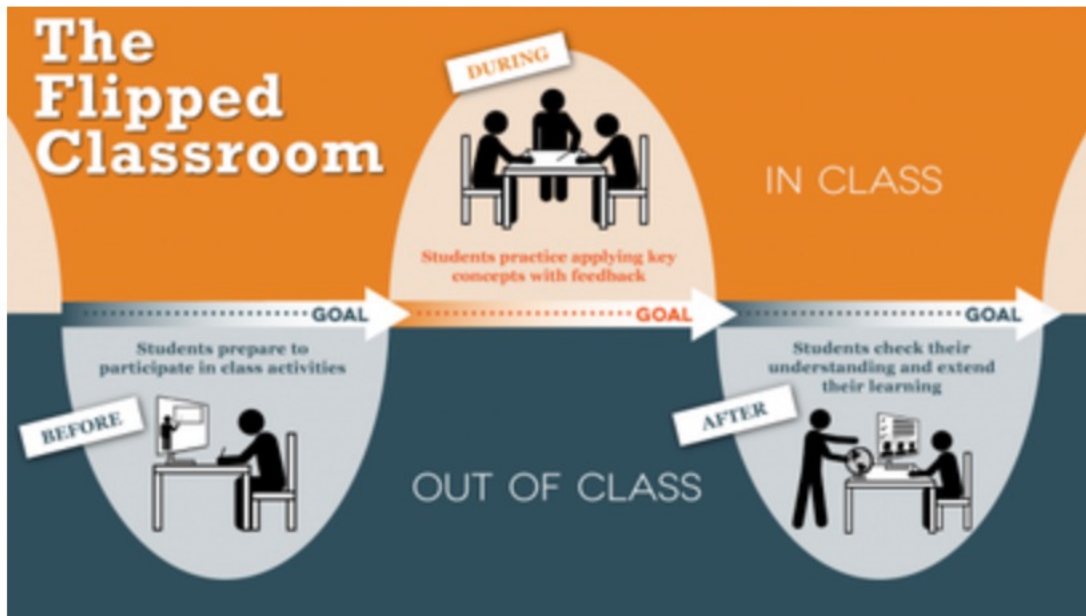 The
Flipped
Classroom
DURING
IN CLASS
Students practice applying key
concepts with feedback
GOAL
GOAL
GOAL
Students prepare to
participate in class activities
BEFORE
OUT OF CLASS
Students check their
understanding and extend
their learning
AFTER